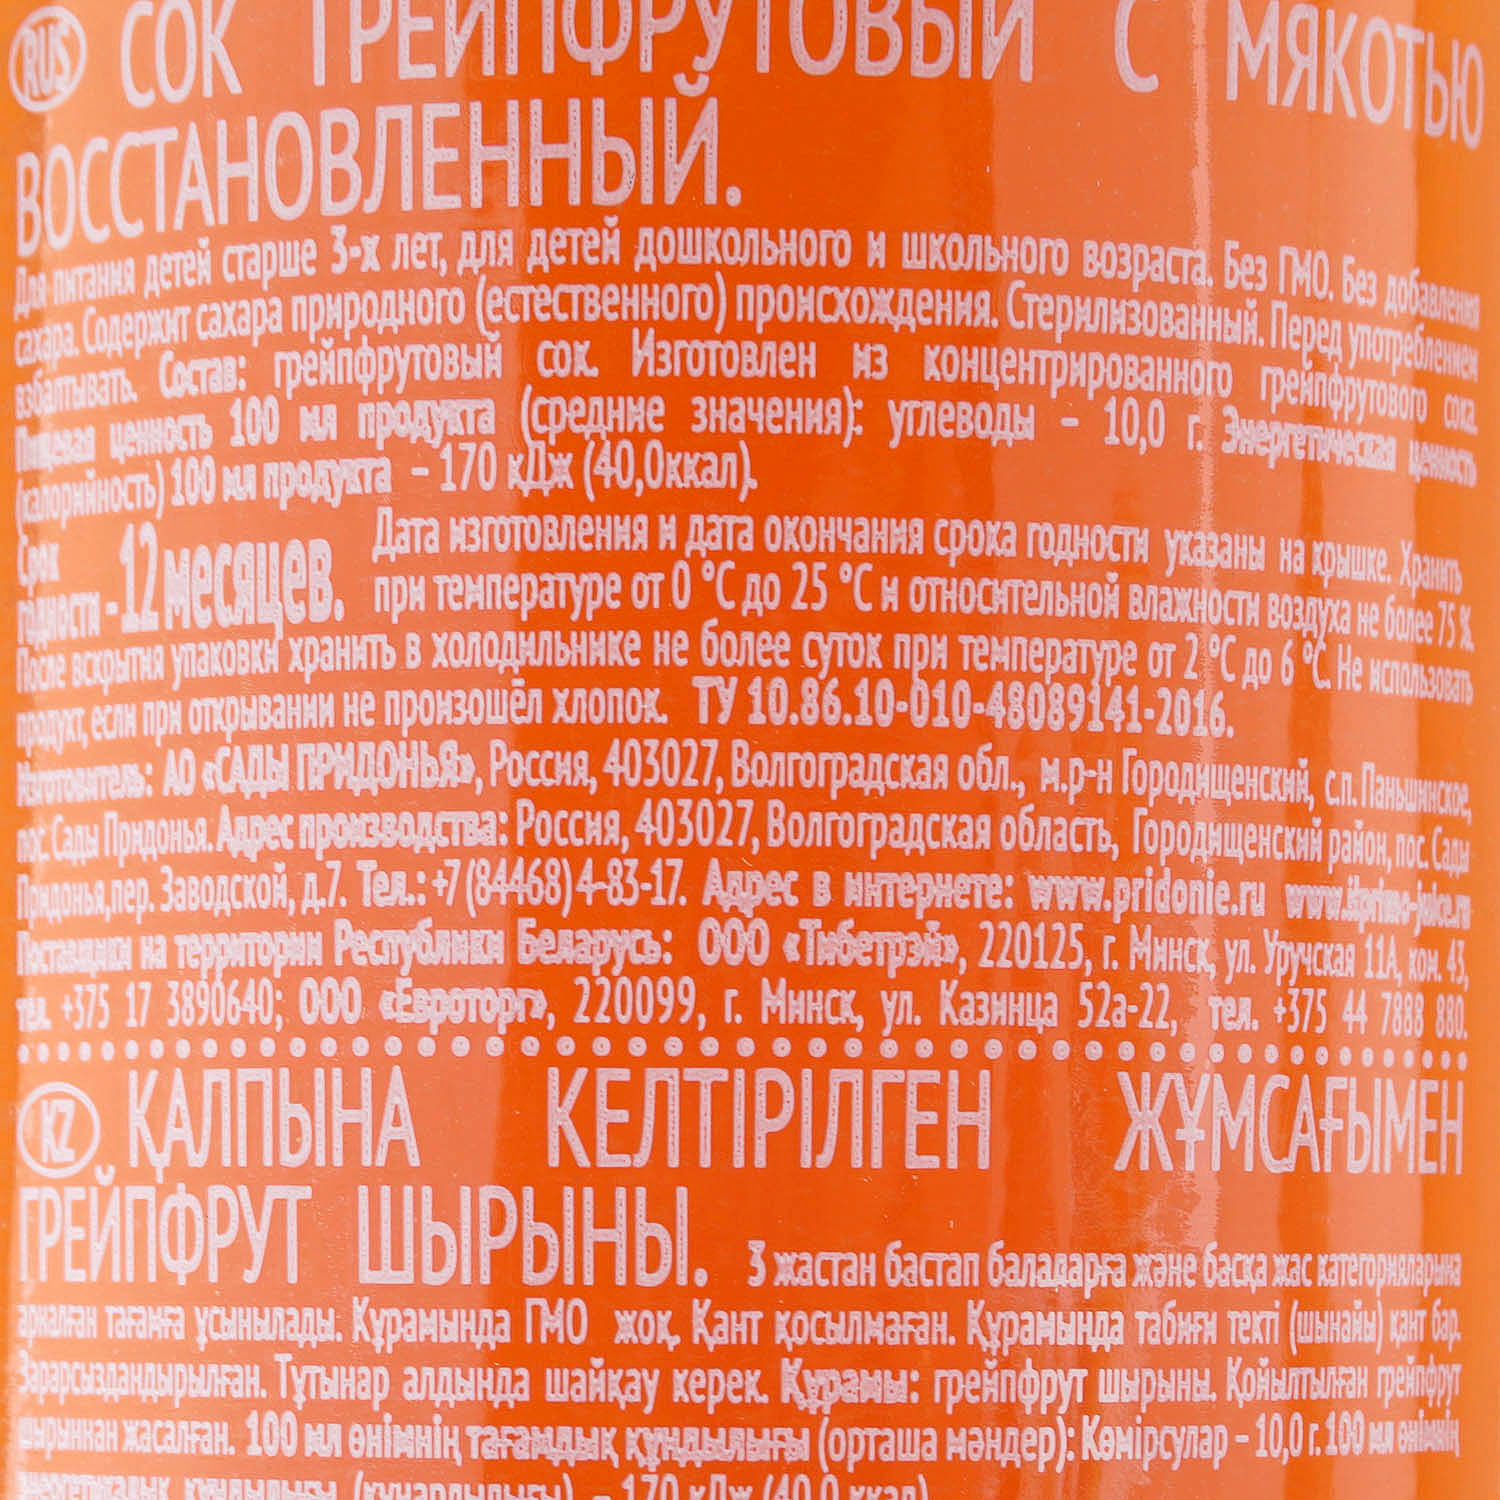 RUS СОК ГРЕЙПФРУТОВЫЙ С МЯКОТЬЮ
ВОССТАНОВЛЕННЫЙ.
Для питания детей старше 3-х лет, для детей дошкольного и школьного возраста. Без ГМО. Без добавления
сахара. Содержит сахара природного (естественного) происхождения. Стерилизованный. Перед употреблением
взбалтывать. Состав: грейпфрутовый сок. Изготовлен из концентрированного грейпфрутового сока.
Пищевая ценность 100 мл продукта (средние значения): углеводы – 10,0 г. Энергетическая ценность
(калорийность) 100 мл продукта – 170 кДж (40,0ккал).
Срок годности – 12 месяцев. Дата изготовления и дата окончания срока годности указаны на крышке. Хранить
при температуре от 0 °С до 25 °С и относительной влажности воздуха не более 75 %.
После вскрытия упаковки хранить в холодильнике не более суток при температуре от 2 °С до 6 °С. Не использовать
продукт, если при открывании не произошёл хлопок. ТУ 10.86.10-010-48089141-2016.
Изготовитель: АО «САДЫ ПРИДОНЬЯ», Россия, 403027, Волгоградская обл., м.р-н Городищенский, с.п. Паньшинское,
пос. Сады Придонья. Адрес производства: Россия, 403027, Волгоградская область, Городищенский район, пос. Сады
Придонья, пер. Заводской, д.7. Тел.: +7 (84468) 4-83-17. Адрес в интернете: www.pridonie.ru
Поставщики на территории Республики Беларусь: ООО «Тибетрэй», 220125, г. Минск, ул. Уручская 11А, ком. 43,
тел. +375 17 3890640; ООО «Евроторг», 220099, г. Минск, ул. Казинца 52а-22, тел. +375 44 7888 880.
KZ ҚАЛПЫНА КЕЛТІРІЛГЕН ЖҰМСАҒЫМЕН
ГРЕЙПФРУТ ШЫРЫНЫ. 3 жастан бастап балаларға және басқа жас категорияларына
арналған тағамға ұсынылады. Құрамында ГМО жоқ. Қант қосылмаған. Құрамында табиғи текті (шынайы) қант бар.
Зарарсыздандырылған. Тұтынар алдында шайқау керек. Құрамы: грейпфрут шырыны. Қойылтылған грейпфрут
шырыннан жасалған. 100 мл өнімнің тағамдық құндылығы (орташа мәндер): Көмірсулар – 10,0 г. 100 мл өнімнің
энергетикалық құндылығы (құнарлылығы) – 170 кДж (40,0 ккал)